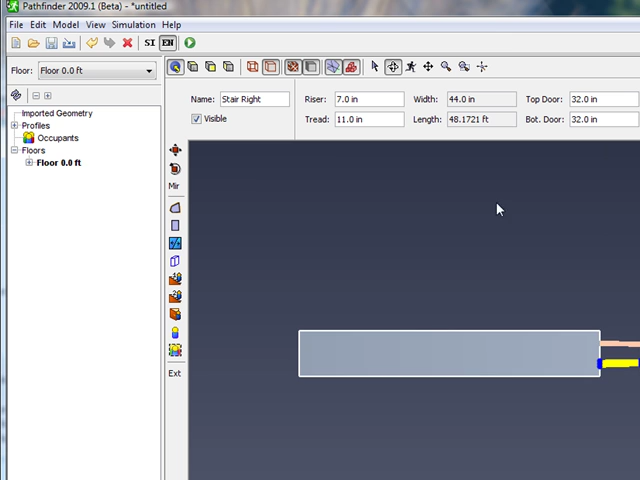 Pathfinder 2009.1 (Beta) - *untitled
File Edit Model View Simulation Help
SI EN
Floor: Floor 0.0 ft
Imported Geometry
Profiles
Occupants
Floors
Floor 0.0 ft
Name: Stair Right Riser: 7.0 in Width: 44.0 in Top Door: 32.0 in
Visible Tread: 11.0 in Length: 48.1721 ft Bot. Door: 32.0 in
Mir
Ext